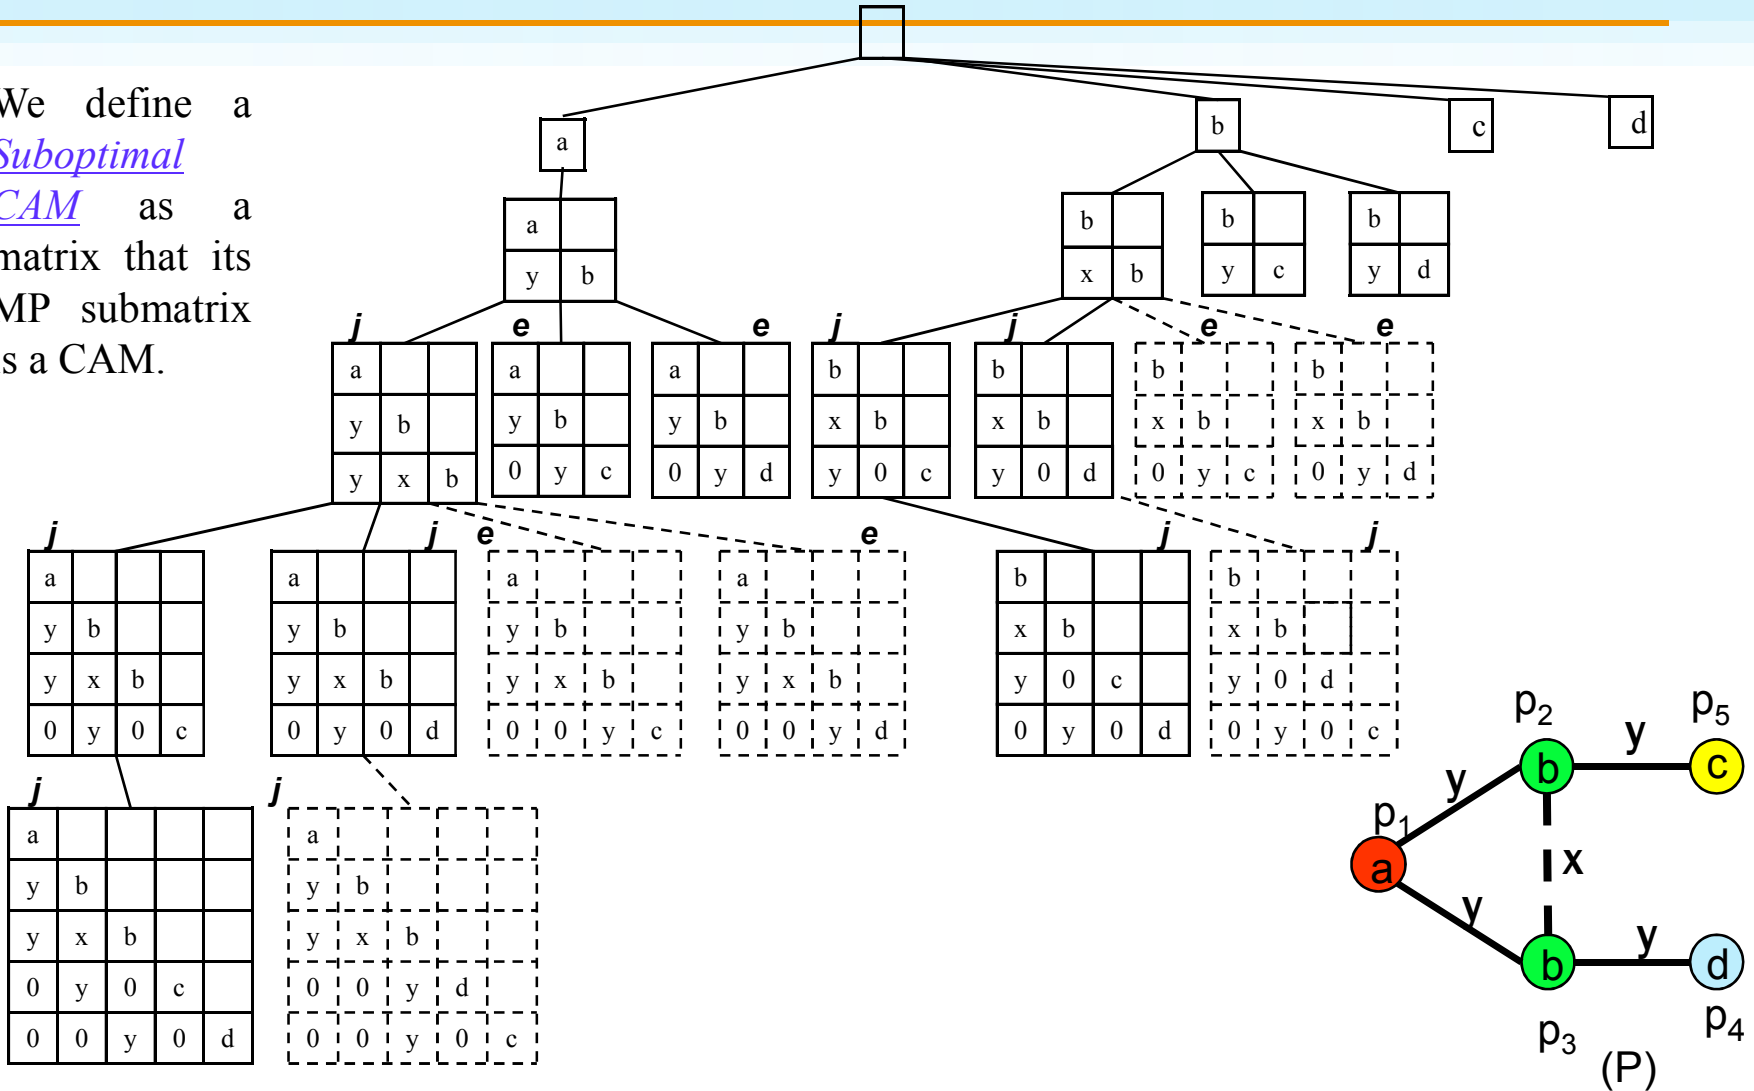 We define a
Suboptimal
CAM as a
matrix that its
MP submatrix
is a CAM.
a
b
c
d
a
y b
b
x b
b
y c
b
y d
j
a
y b
y x b
e
a
y b
0 y c
e
a
y b
0 y d
j
b
x b
y 0 c
j
b
x b
y 0 d
e
b
x b
0 y c
e
b
x b
0 y d
j
a
y b
y x b
0 y 0 c
j
a
y b
y x b
0 y 0 d
e
a
y b
y x b
0 0 y c
e
a
y b
y x b
0 0 y d
j
b
x b
y 0 c
0 y 0 d
j
b
x b
y 0 d
0 y 0 c
j
a
y b
y x b
0 y 0 c
0 0 y 0 d
j
a
y b
y x b
0 0 y d
0 0 y 0 c
p2
p5
y
b
c
y
p1
a
x
y
y
b
d
p3
p4
(P)